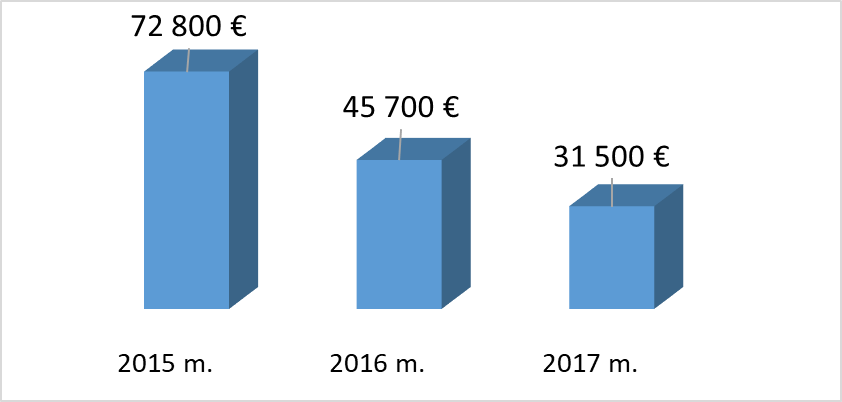 72 800 €
45 700 €
31 500 €
2015 m.
2016 m.
2017 m.